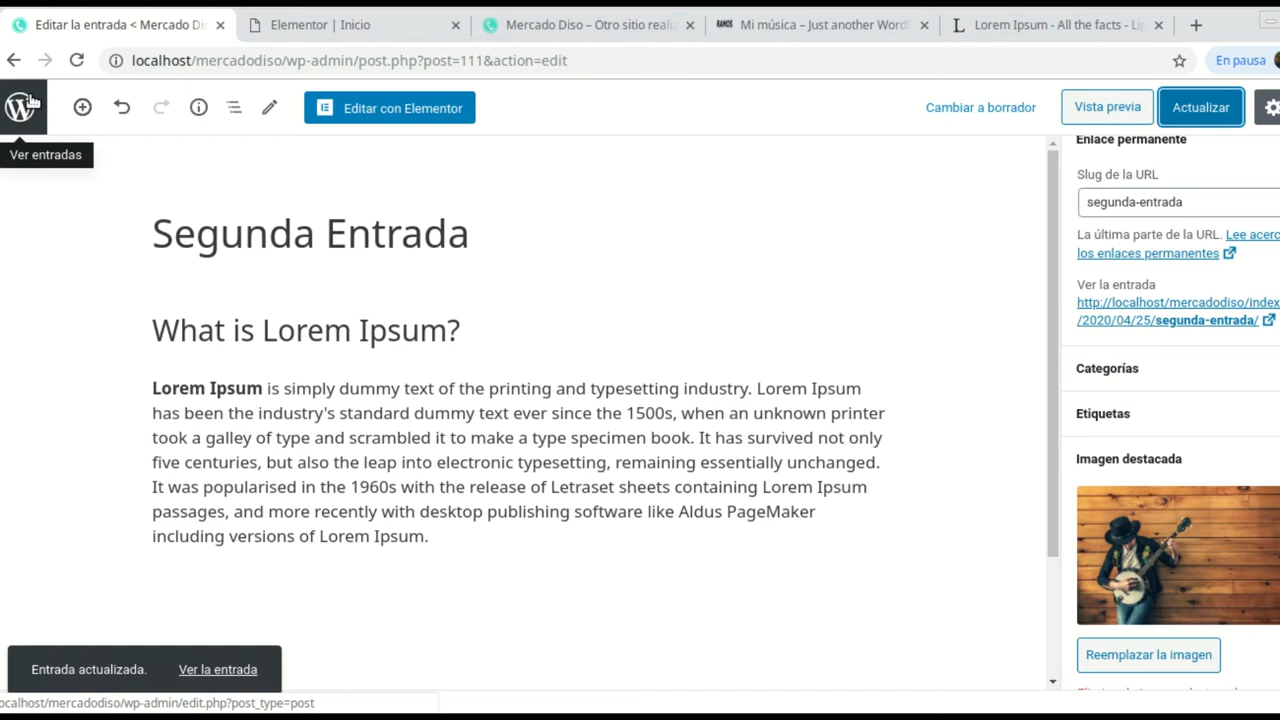 Editar la entrada < Mercado Di
Elementor | Inicio
Mercado Diso – Otro sitio realiz
Mi música – Just another Word
Lorem Ipsum - All the facts - Lip
localhost/mercadodiso/wp-admin/post.php?post=111&action=edit
En pausa
Editar con Elementor
Cambiar a borrador
Vista previa
Actualizar
Ver entradas
Enlace permanente
Slug de la URL
segunda-entrada
La última parte de la URL. Lee acerc
los enlaces permanentes
Ver la entrada
http://localhost/mercadodiso/index
/2020/04/25/segunda-entrada/
Categorías
Etiquetas
Imagen destacada
Reemplazar la imagen
Segunda Entrada
What is Lorem Ipsum?
Lorem Ipsum is simply dummy text of the printing and typesetting industry. Lorem Ipsum
has been the industry's standard dummy text ever since the 1500s, when an unknown printer
took a galley of type and scrambled it to make a type specimen book. It has survived not only
five centuries, but also the leap into electronic typesetting, remaining essentially unchanged.
It was popularised in the 1960s with the release of Letraset sheets containing Lorem Ipsum
passages, and more recently with desktop publishing software like Aldus PageMaker
including versions of Lorem Ipsum.
Entrada actualizada. Ver la entrada
ocalhost/mercadodiso/wp-admin/edit.php?post_type=post